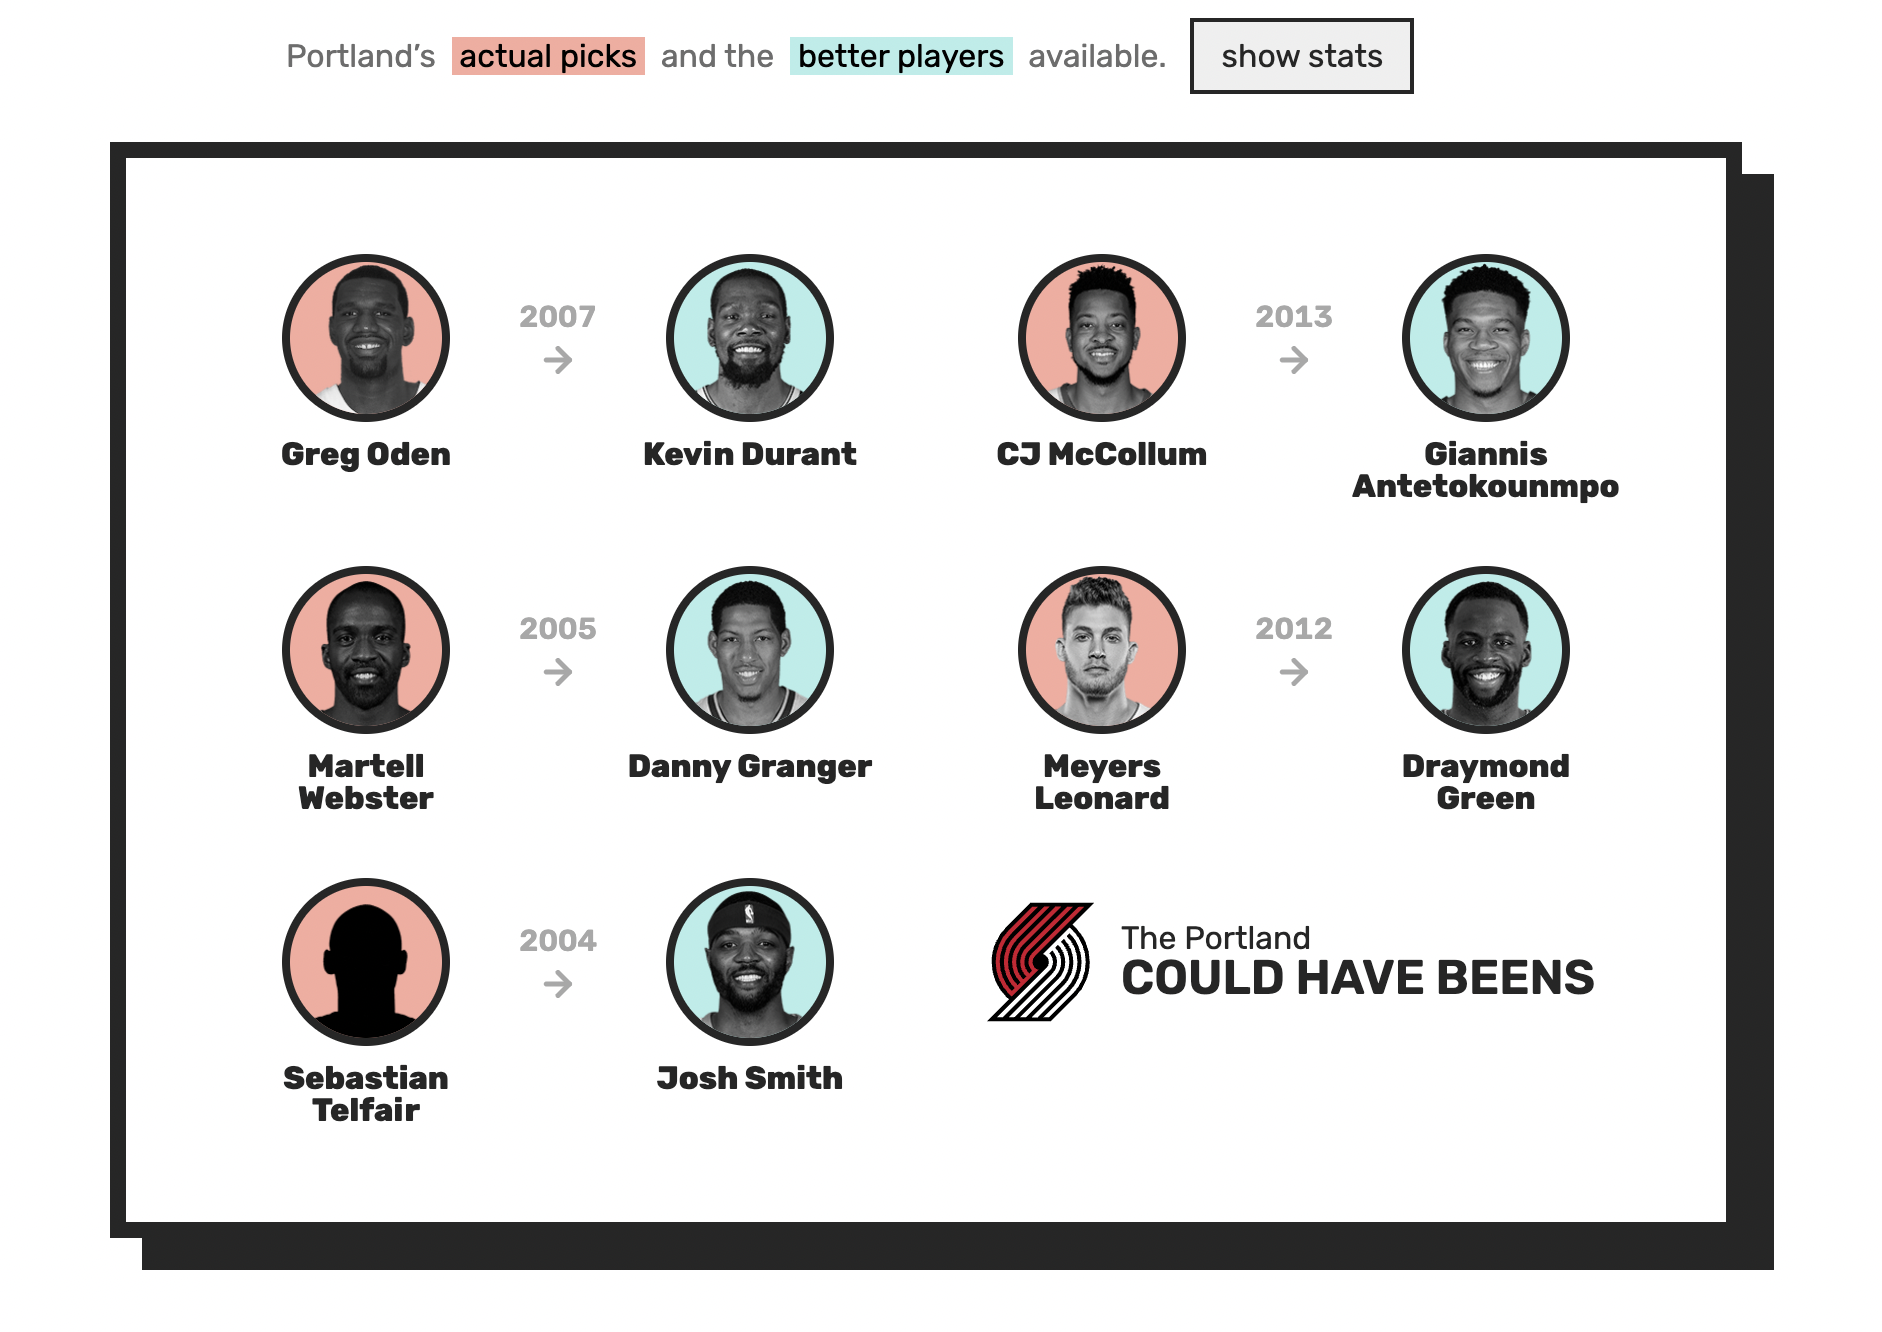 Portland’s actual picks and the better players available. show stats
2007
Greg Oden
Kevin Durant
2013
CJ McCollum
Giannis
Antetokounmpo
2005
Martell
Webster
Danny Granger
2012
Meyers
Leonard
Draymond
Green
2004
Sebastian
Telfair
Josh Smith
The Portland
COULD HAVE BEENS